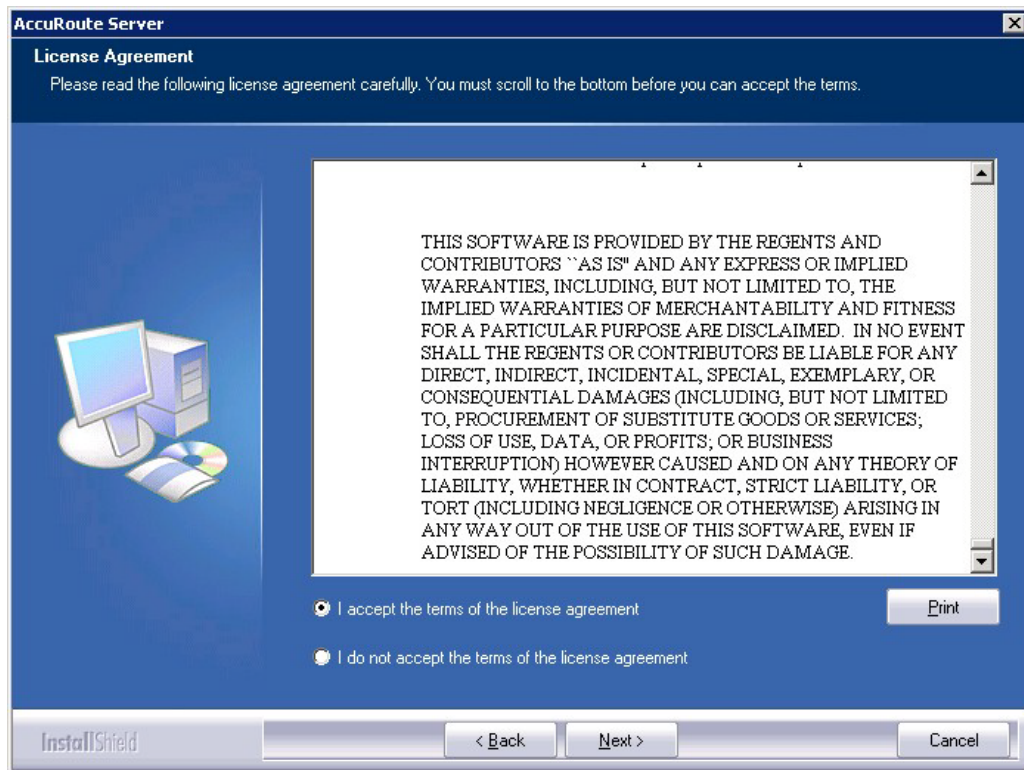 AccuRoute Server
License Agreement
Please read the following license agreement carefully. You must scroll to the bottom before you can accept the terms.
THIS SOFTWARE IS PROVIDED BY THE REGENTS AND
CONTRIBUTORS ``AS IS'' AND ANY EXPRESS OR IMPLIED
WARRANTIES, INCLUDING, BUT NOT LIMITED TO, THE
IMPLIED WARRANTIES OF MERCHANTABILITY AND FITNESS
FOR A PARTICULAR PURPOSE ARE DISCLAIMED.  IN NO EVENT
SHALL THE REGENTS OR CONTRIBUTORS BE LIABLE FOR ANY
DIRECT, INDIRECT, INCIDENTAL, SPECIAL, EXEMPLARY, OR
CONSEQUENTIAL DAMAGES (INCLUDING, BUT NOT LIMITED
TO, PROCUREMENT OF SUBSTITUTE GOODS OR SERVICES;
LOSS OF USE, DATA, OR PROFITS; OR BUSINESS
INTERRUPTION) HOWEVER CAUSED AND ON ANY THEORY OF
LIABILITY, WHETHER IN CONTRACT, STRICT LIABILITY, OR
TORT (INCLUDING NEGLIGENCE OR OTHERWISE) ARISING IN
ANY WAY OUT OF THE USE OF THIS SOFTWARE, EVEN IF
ADVISED OF THE POSSIBILITY OF SUCH DAMAGE.
I accept the terms of the license agreement
Print
I do not accept the terms of the license agreement
InstallShield
< Back
Next >
Cancel